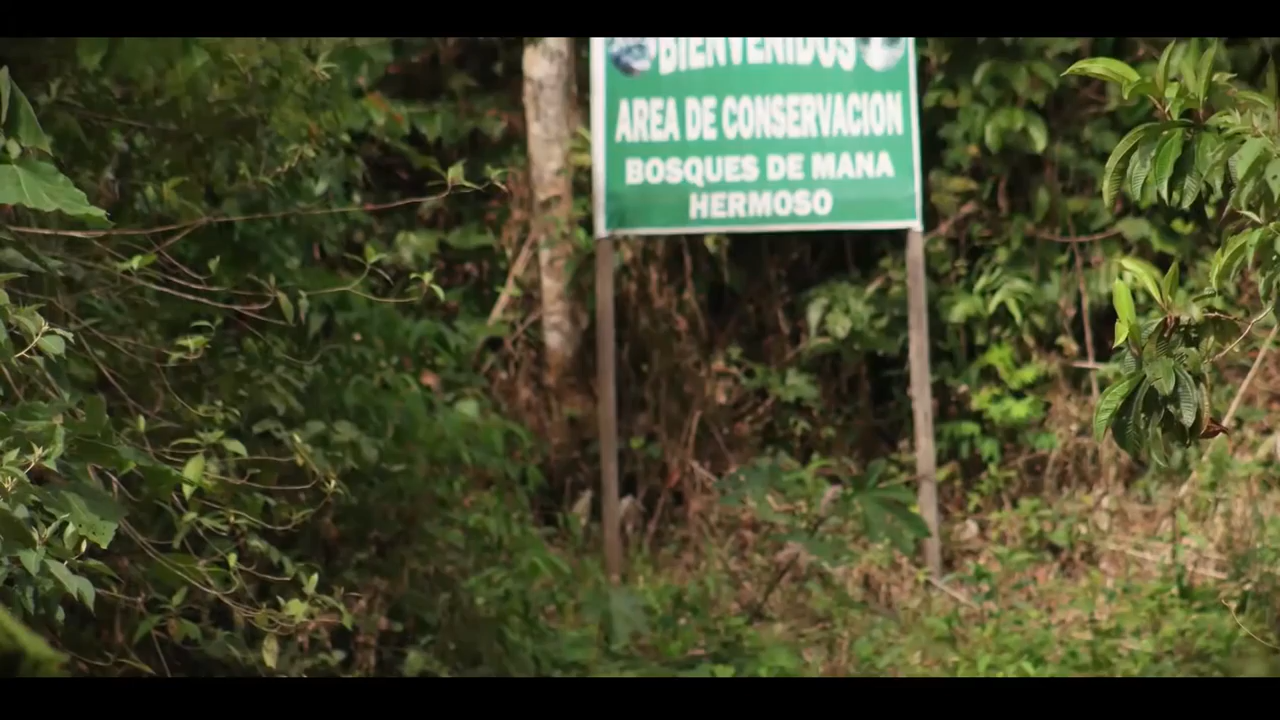 BIENVENIDOS
AREA DE CONSERVACION
BOSQUES DE MANA
HERMOSO